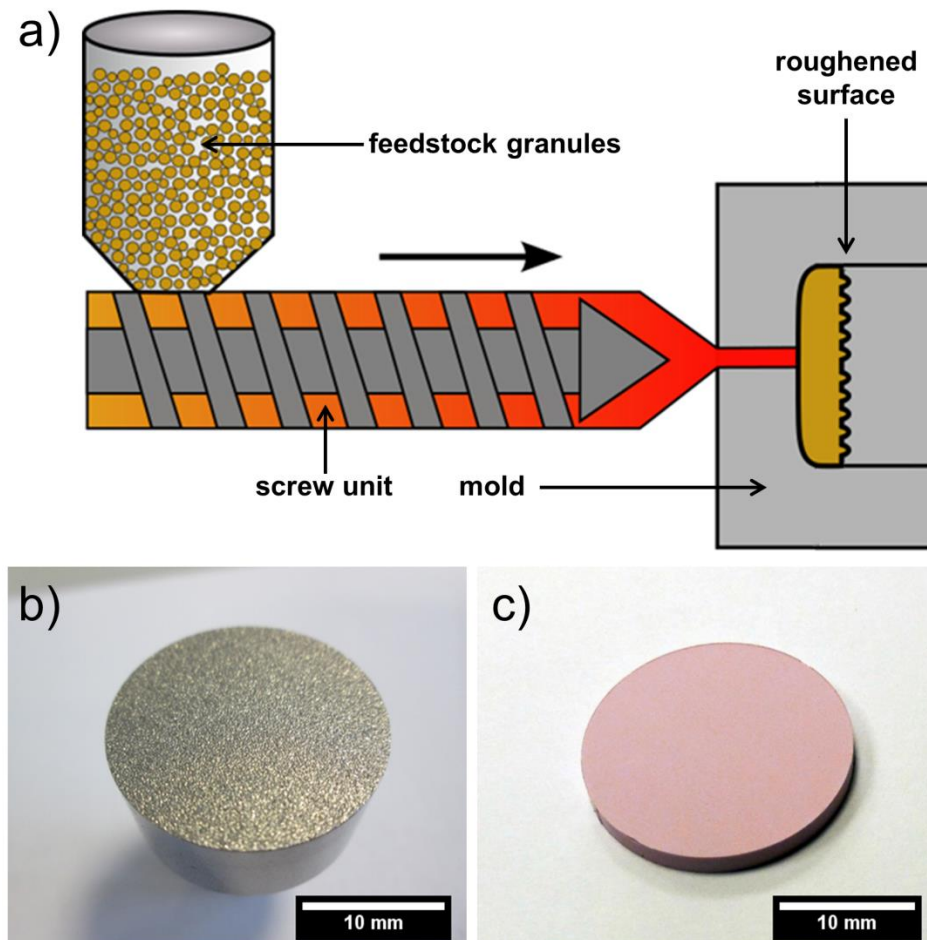 a)
roughened
surface
feedstock granules
screw unit
mold
b)
10 mm
c)
10 mm